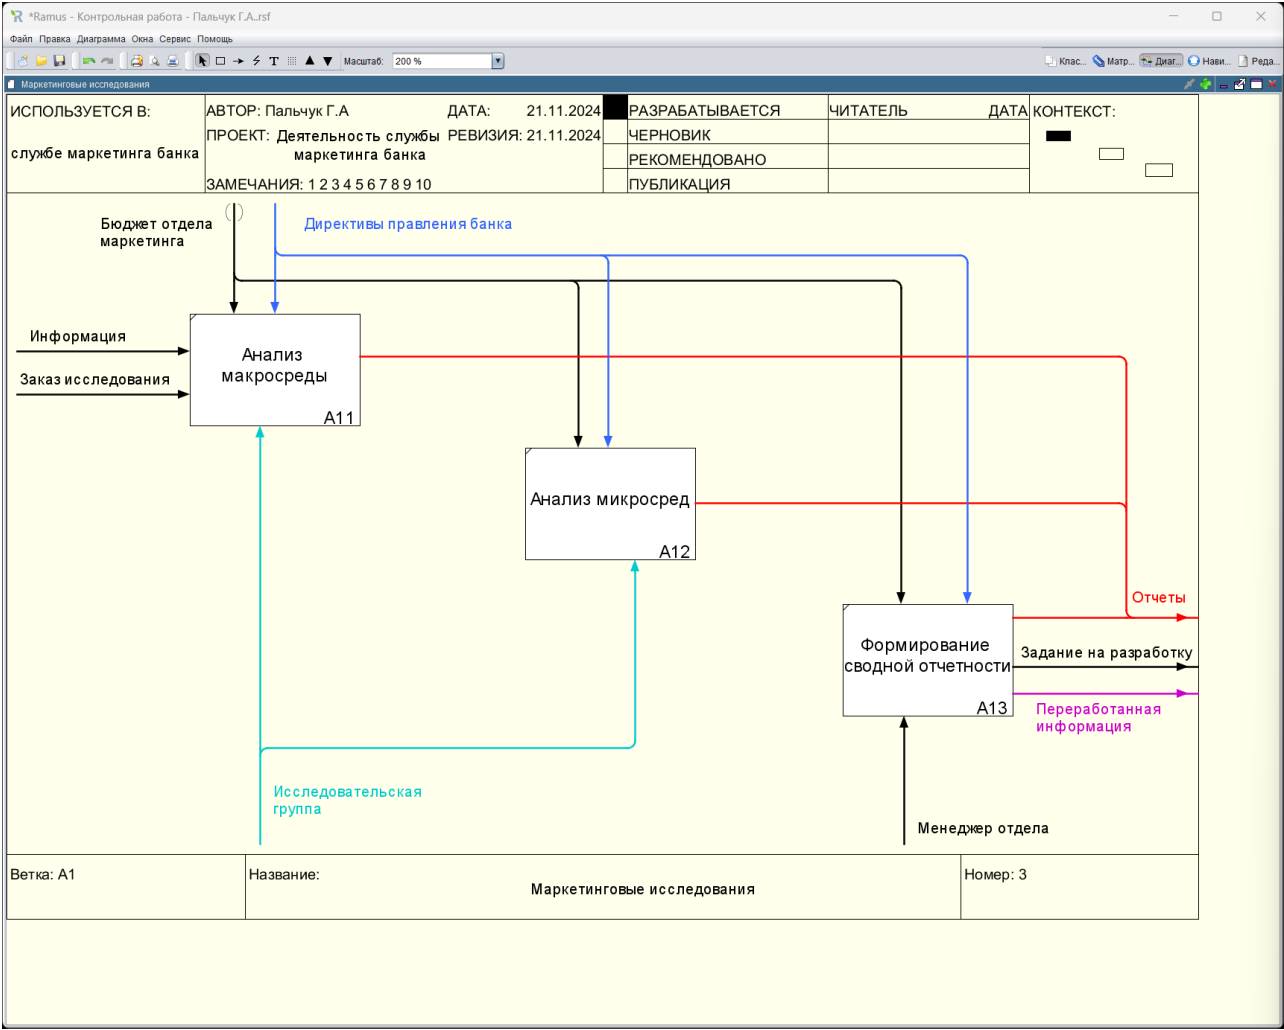 *Ramus - Контрольная работа - Пальчук Г.А..rsf
Файл Правка Диаграмма Окна Сервис Помощь
Масштаб: 200 %
Клас... Матр... Диаг... Нави... Реда...
Маркетинговые исследования
ИСПОЛЬЗУЕТСЯ В:
службе маркетинга банка
АВТОР: Пальчук Г.А
ДАТА: 21.11.2024
ПРОЕКТ: Деятельность службы
маркетинга банка
РЕВИЗИЯ: 21.11.2024
ЗАМЕЧАНИЯ: 1 2 3 4 5 6 7 8 9 10
РАЗРАБАТЫВАЕТСЯ
ЧЕРНОВИК
РЕКОМЕНДОВАНО
ПУБЛИКАЦИЯ
ЧИТАТЕЛЬ
ДАТА
КОНТЕКСТ:
Бюджет отдела
маркетинга
Директивы правления банка
Информация
Заказ исследования
Анализ
макросреды
A11
Анализ микросред
A12
Отчеты
Формирование
сводной отчетности
A13
Задание на разработку
Переработанная
информация
Исследовательская
группа
Менеджер отдела
Ветка: A1
Название:
Маркетинговые исследования
Номер: 3